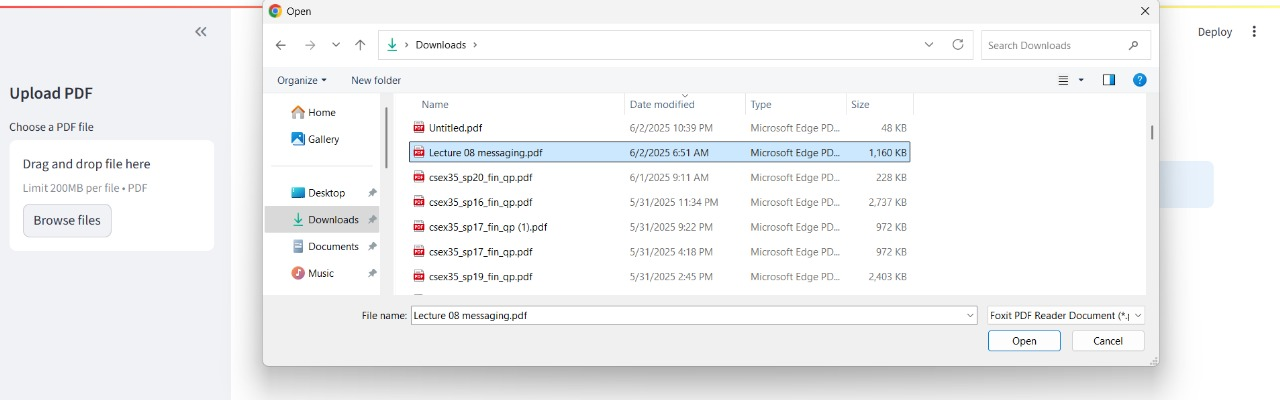 Open
Deploy
Downloads
Search Downloads
Organize
New folder
Upload PDF
Choose a PDF file
Drag and drop file here
Limit 200MB per file • PDF
Browse files
Home
Gallery
Desktop
Downloads
Documents
Music
Name Date modified Type Size
Untitled.pdf 6/2/2025 10:39 PM Microsoft Edge PD... 48 KB
Lecture 08 messaging.pdf 6/2/2025 6:51 AM Microsoft Edge PD... 1,160 KB
csex35_sp20_fin_qp.pdf 6/1/2025 9:11 AM Microsoft Edge PD... 228 KB
csex35_sp16_fin_qp.pdf 5/31/2025 11:34 PM Microsoft Edge PD... 2,737 KB
csex35_sp17_fin_qp (1).pdf 5/31/2025 9:22 PM Microsoft Edge PD... 972 KB
csex35_sp17_fin_qp.pdf 5/31/2025 4:18 PM Microsoft Edge PD... 972 KB
csex35_sp19_fin_qp.pdf 5/31/2025 2:45 PM Microsoft Edge PD... 2,403 KB
File name: Lecture 08 messaging.pdf
Foxit PDF Reader Document (*.p
Open
Cancel